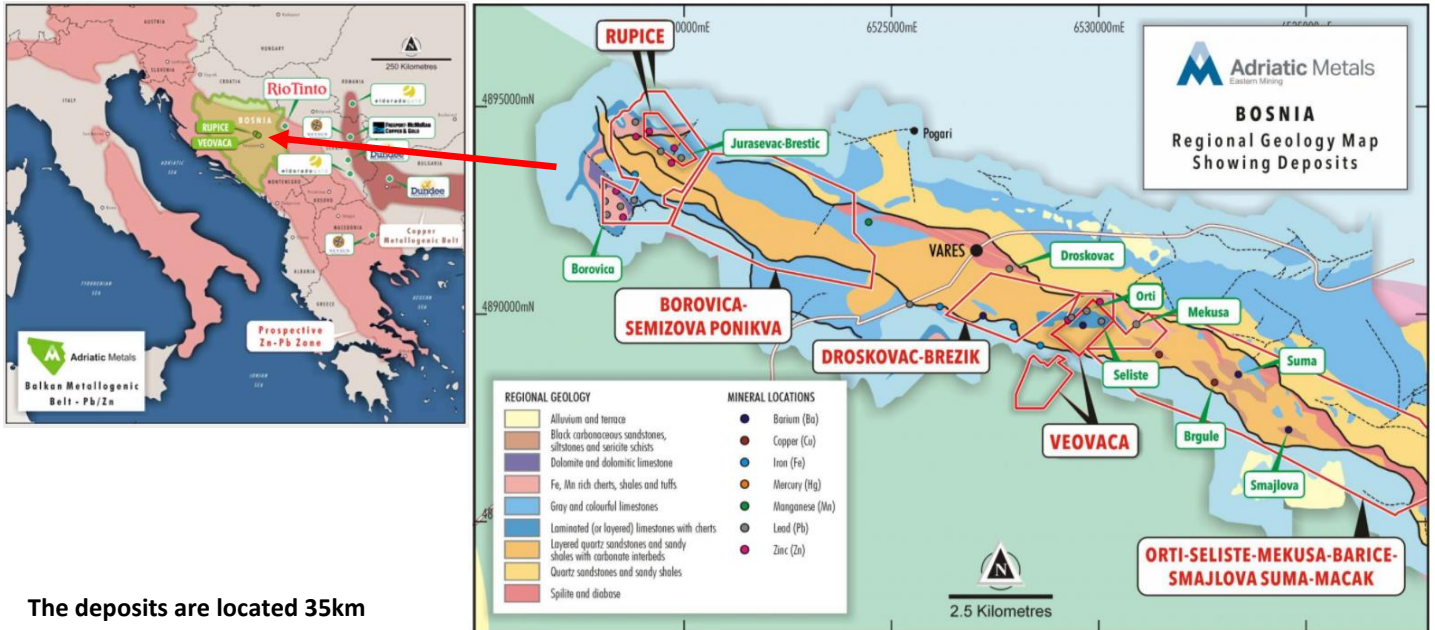 AUSTRIA
HUNGARY
SLOVENIA
CROATIA
ROMANIA
ITALY
250 Kilometres
RioTinto
eldoradogold
FREEPORT-McMoRAN
COPPER & GOLD
BOSNIA
RUPICE
VEOVACA
Dundee
eldoradogold
BULGARIA
Dundee
ADRIATIC
SEA
MONTENEGRO
KOSOVO
MACEDONIA
Copper
Metallogenic Belt
ALBANIA
GREECE
TYRRHENIAN
SEA
IONIAN
SEA
AEGEAN
SEA
Prospective
Zn-Pb Zone
Adriatic Metals
Balkan Metallogenic
Belt - Pb/Zn
The deposits are located 35km
0000mE
6525000mE
6530000mE
4895000mN
4890000mN
RUPICE
Jurasevac-Brestic
Pogari
Borovica
VARES
Droskovac
BOROVICA-
SEMIZOVA PONIKVA
DROSKOVAC-BREZIK
Orti
Mekusa
Seliste
Suma
VEOVACA
Brgule
Smajlova
ORTI-SELISTE-MEKUSA-BARICE-
SMAJLOVA SUMA-MACAK
Adriatic Metals
Eastern Mining
BOSNIA
Regional Geology Map
Showing Deposits
REGIONAL GEOLOGY
Alluvium and terrace
Black carbonaceous sandstones,
siltstones and sericite schists
Dolomite and dolomitic limestone
Fe, Mn rich cherts, shales and tuffs
Gray and colourful limestones
Laminated (or layered) limestones with cherts
Layered quartz sandstones and sandy
shales with carbonate interbeds
Quartz sandstones and sandy shales
Spilite and diabase
MINERAL LOCATIONS
Barium (Ba)
Copper (Cu)
Iron (Fe)
Mercury (Hg)
Manganese (Mn)
Lead (Pb)
Zinc (Zn)
N
2.5 Kilometres